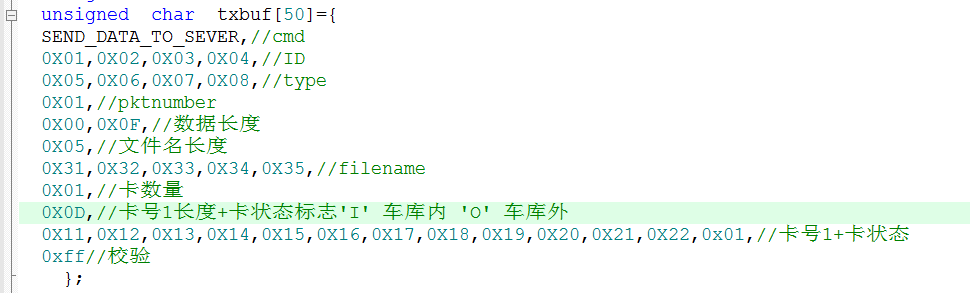 unsigned char txbuf[50]={
SEND_DATA_TO_SEVER,//cmd
0X01,0X02,0X03,0X04,//ID
0X05,0X06,0X07,0X08,//type
0X01,//pktnumber
0X00,0X0F,//数据长度
0X05,//文件名长度
0X31,0X32,0X33,0X34,0X35,//filename
0X01,//卡数量
0X0D,//卡号1长度+卡状态标志'I' 车库内 'O' 车库外
0X11,0X12,0X13,0X14,0X15,0X16,0X17,0X18,0X19,0X20,0X21,0X22,0x01,//卡号1+卡状态
0xff//校验
};